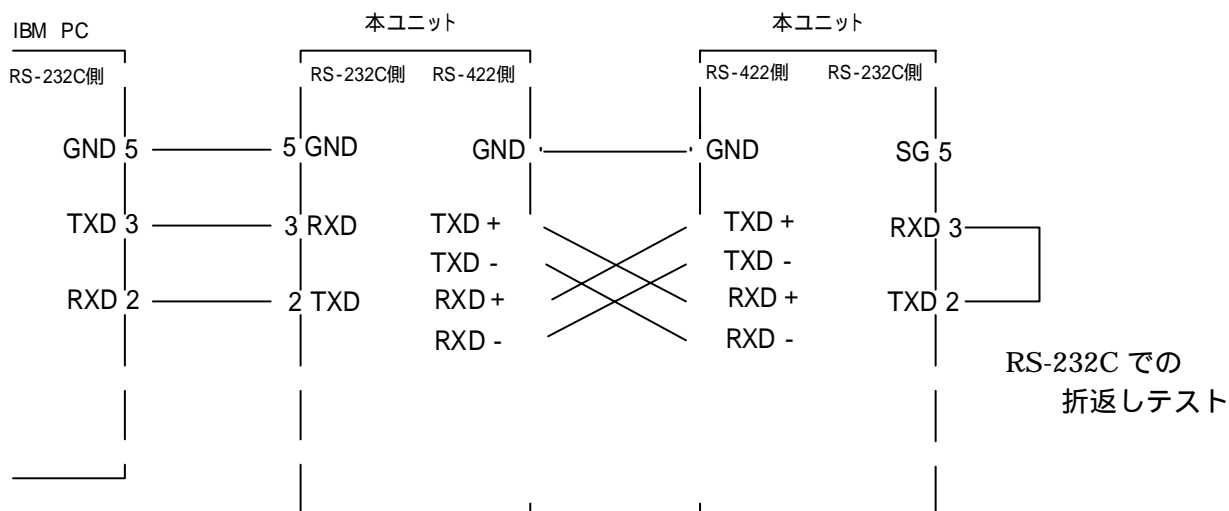 IBM PC
本ユニット
本ユニット
RS-232C側
RS-232C側 RS-422側
RS-422側 RS-232C側
GND 5
5 GND
GND
GND
SG 5
TXD 3
3 RXD
TXD +
TXD +
RXD 3
TXD -
TXD -
RXD 2
2 TXD
RXD +
RXD +
TXD 2
RXD -
RXD -
RS-232C での
折返しテスト